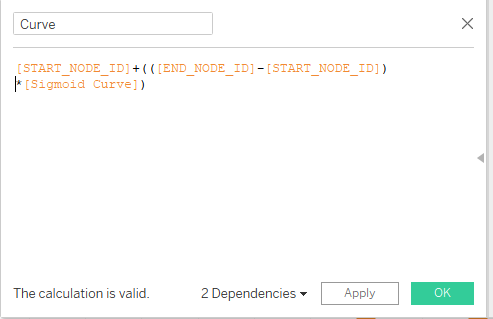 Curve
[START_NODE_ID]+(([END_NODE_ID]-[START_NODE_ID])
*[Sigmoid Curve])
The calculation is valid. 2 Dependencies Apply OK